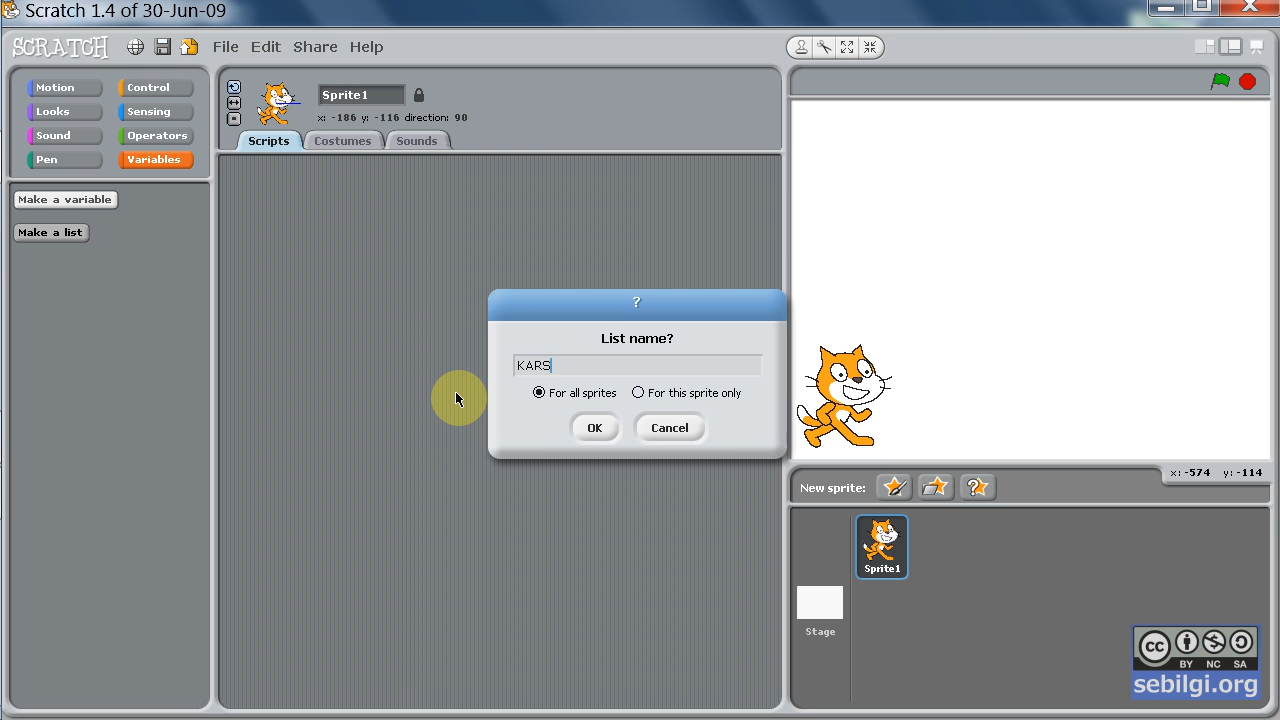 Scratch 1.4 of 30-Jun-09
SCRATCH File Edit Share Help
Motion Control
Looks Sensing
Sound Operators
Pen Variables
Make a variable
Make a list
Sprite1
x: -186 y: -116 direction: 90
Scripts Costumes Sounds
?
List name?
KARS
For all sprites For this sprite only
OK Cancel
x: -574 y: -114
New sprite:
?
Sprite1
Stage
cc
BY NC SA
sebilgi.org